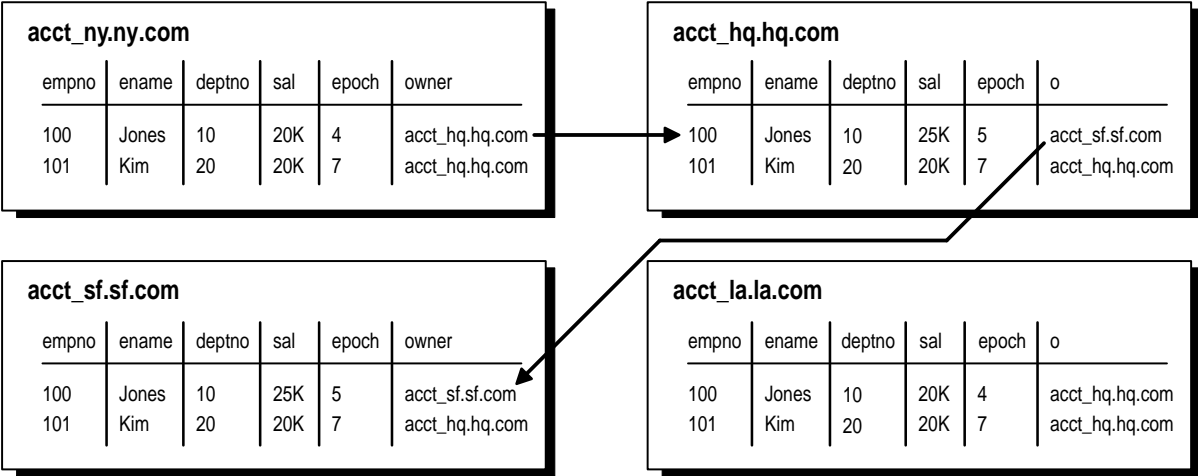 acct_ny.ny.com
empno ename deptno sal epoch owner
100 Jones 10 20K 4 acct_hq.hq.com
101 Kim 20 20K 7 acct_hq.hq.com
acct_hq.hq.com
empno ename deptno sal epoch o
100 Jones 10 25K 5 acct_sf.sf.com
101 Kim 20 20K 7 acct_hq.hq.com
acct_sf.sf.com
empno ename deptno sal epoch owner
100 Jones 10 25K 5 acct_sf.sf.com
101 Kim 20 20K 7 acct_hq.hq.com
acct_la.la.com
empno ename deptno sal epoch o
100 Jones 10 20K 4 acct_hq.hq.com
101 Kim 20 20K 7 acct_hq.hq.com